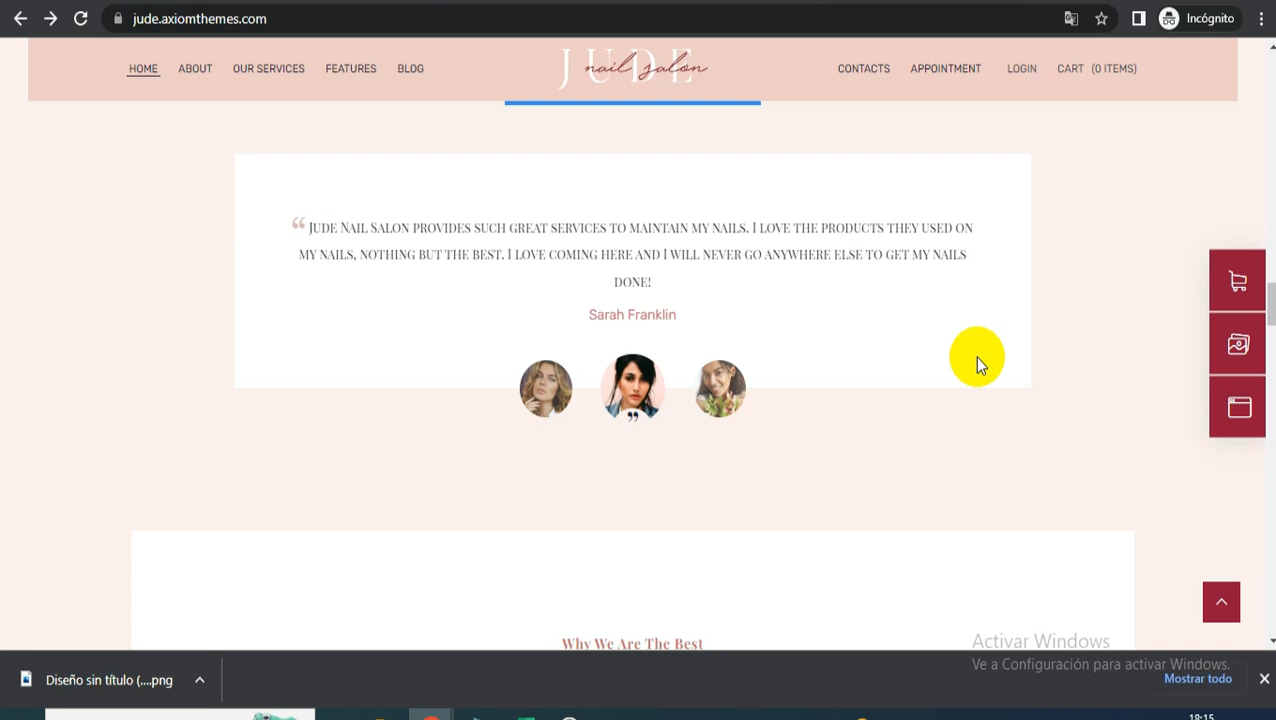 jude.axiomthemes.com
Incógnito
HOME ABOUT OUR SERVICES FEATURES BLOG
JUDE
nail salon
CONTACTS APPOINTMENT LOGIN CART (0 ITEMS)
“ JUDE NAIL SALON PROVIDES SUCH GREAT SERVICES TO MAINTAIN MY NAILS. I LOVE THE PRODUCTS THEY USED ON
MY NAILS, NOTHING BUT THE BEST. I LOVE COMING HERE AND I WILL NEVER GO ANYWHERE ELSE TO GET MY NAILS
DONE!
Sarah Franklin
”
Why We Are The Best
Activar Windows
Ve a Configuración para activar Windows.
Diseño sin título (....png
Mostrar todo
18:15